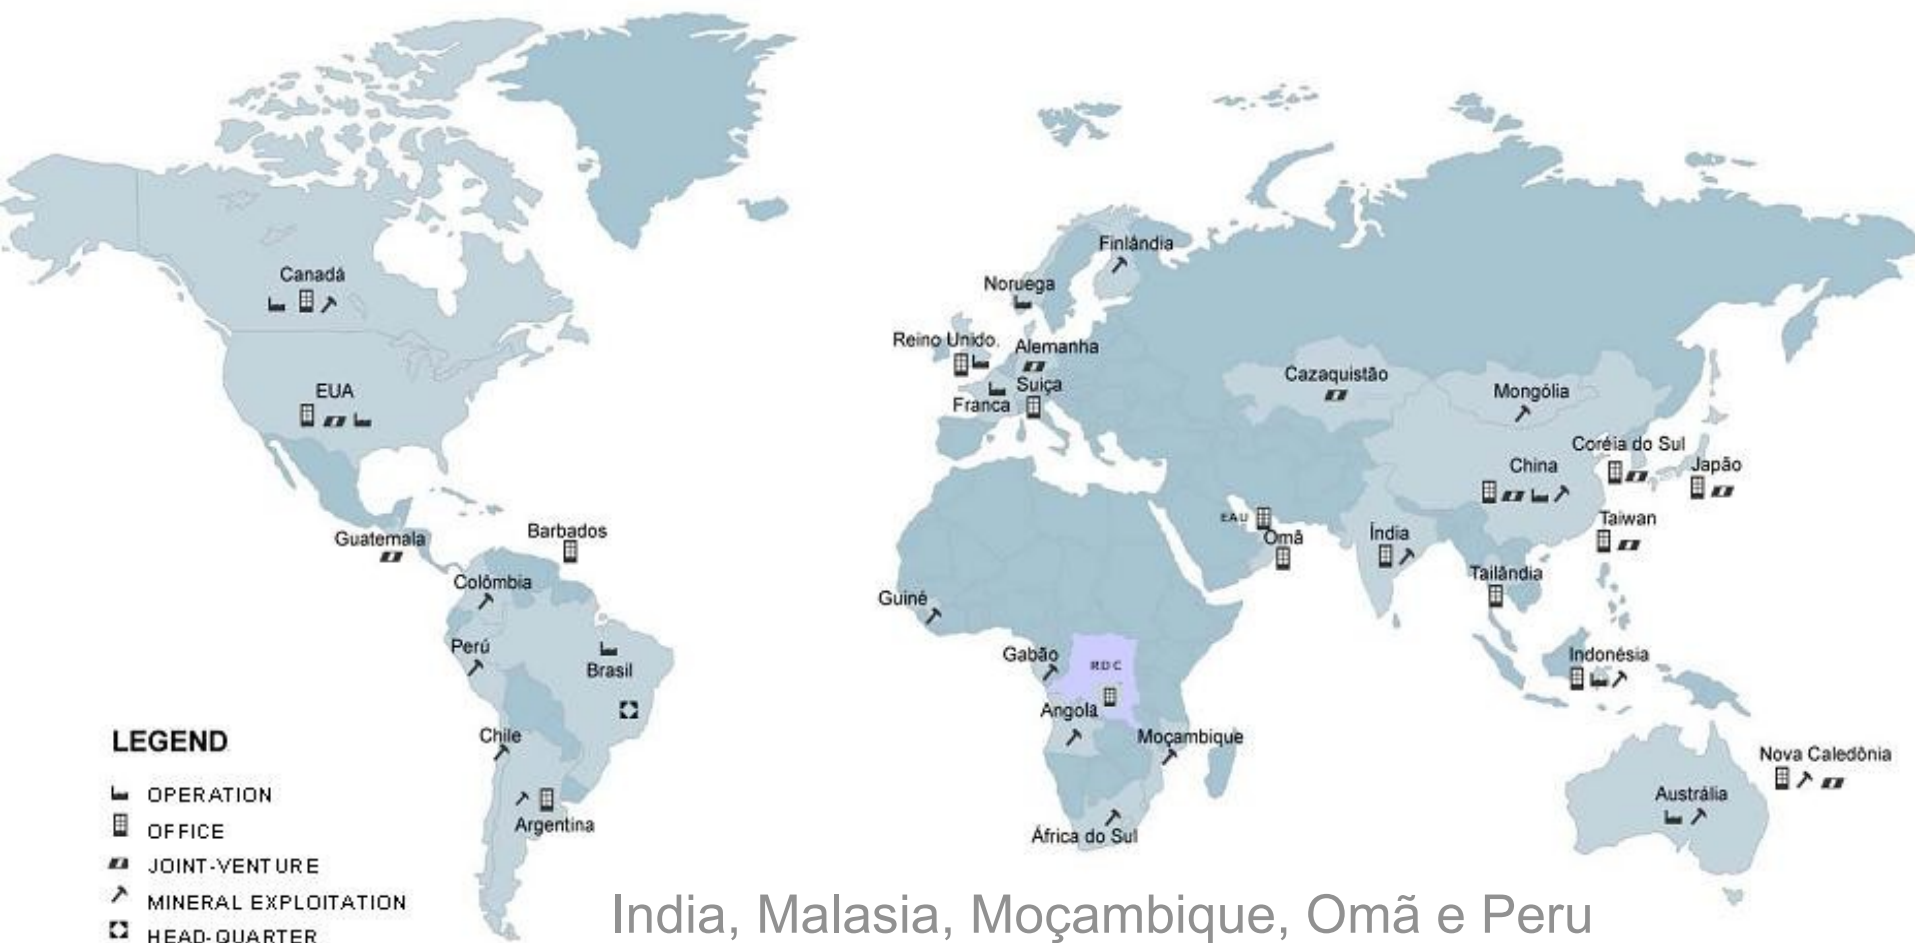 Canadá
EUA
Guatemala
Barbados
Colômbia
Perú
Brasil
Chile
Argentina
Finlândia
Noruega
Reino Unido.
Alemanha
Suiça
Franca
Cazaquistão
Mongólia
Coréia do Sul
China
Japão
Taiwan
EAU
Omã
Índia
Tailândia
Guiné
Gabão
RDC
Angola
Moçambique
África do Sul
Indonésia
Nova Caledônia
Austrália
LEGEND
OPERATION
OFFICE
JOINT-VENTURE
MINERAL EXPLOITATION
HEAD-QUARTER
India, Malasia, Moçambique, Omã e Peru